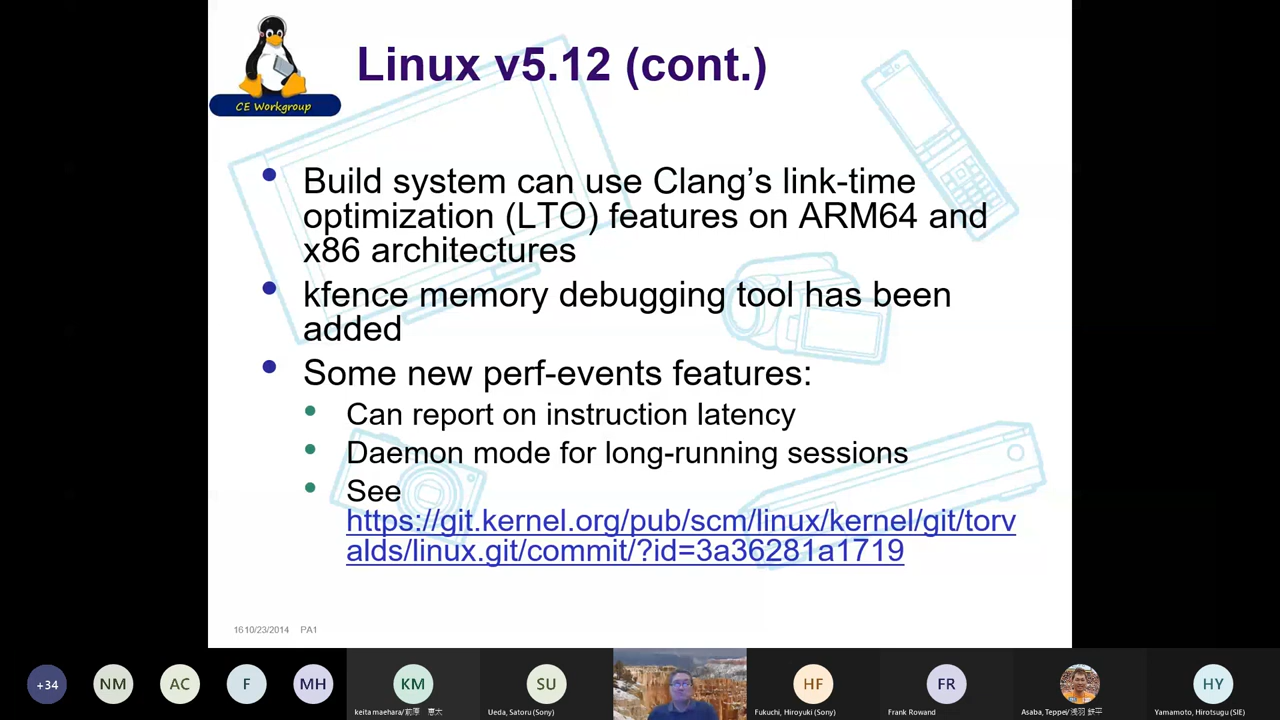 CE Workgroup
Linux v5.12 (cont.)
Build system can use Clang's link-time
optimization (LTO) features on ARM64 and
x86 architectures
kfence memory debugging tool has been
added
Some new perf-events features:
Can report on instruction latency
Daemon mode for long-running sessions
See
https://git.kernel.org/pub/scm/linux/kernel/git/torv
alds/linux.git/commit/?id=3a36281a1719
1610/23/2014 PA1
+34
NM
AC
F
MH
KM
SU
HF
FR
HY
keita maehara/前原 恵太
Ueda, Satoru (Sony)
Fukuchi, Hiroyuki (Sony)
Frank Rowand
Asaba, Teppei/浅羽 鉄平
Yamamoto, Hirotsugu (SIE)